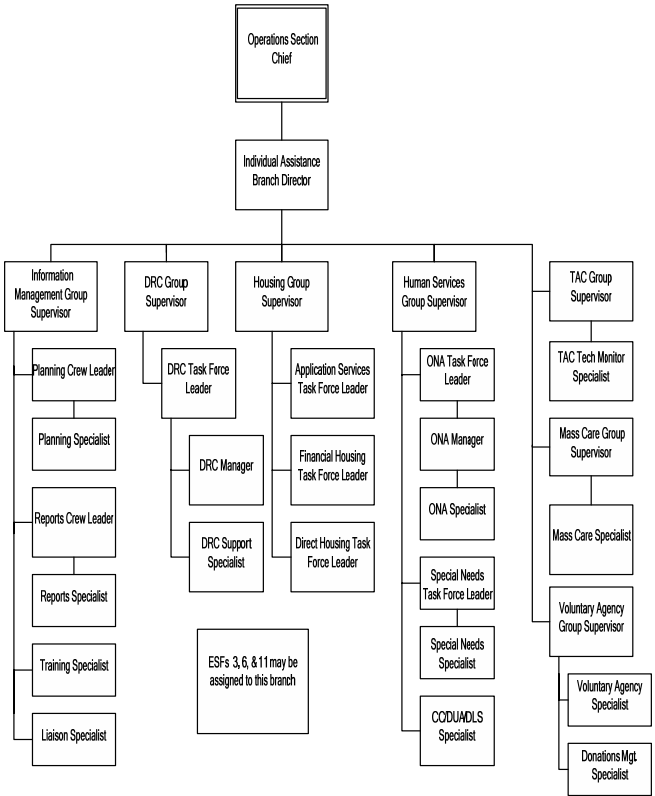 Operations Section
Chief
Individual Assistance
Branch Director
Information
Management Group
Supervisor
DRC Group
Supervisor
Housing Group
Supervisor
Human Services
Group Supervisor
TAC Group
Supervisor
Planning Crew Leader
Planning Specialist
Reports Crew Leader
Reports Specialist
Training Specialist
Liaison Specialist
DRC Task Force
Leader
DRC Manager
DRC Support
Specialist
Application Services
Task Force Leader
Financial Housing
Task Force Leader
Direct Housing Task
Force Leader
ESFs 3, 6, & 11 may be
assigned to this branch
ONA Task Force
Leader
ONA Manager
ONA Specialist
Special Needs
Task Force Leader
Special Needs
Specialist
CC/DUA/DLS
Specialist
TAC Tech Monitor
Specialist
Mass Care Group
Supervisor
Mass Care Specialist
Voluntary Agency
Group Supervisor
Voluntary Agency
Specialist
Donations Mgt.
Specialist